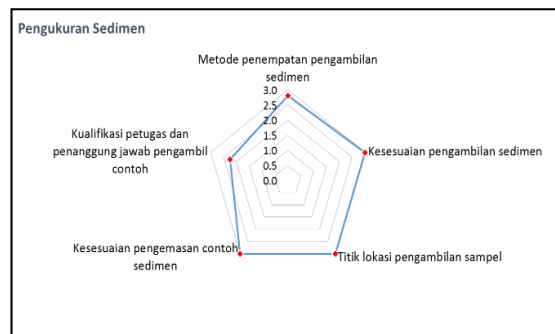 Pengukuran Sedimen
Metode penempatan pengambilan
sedimen
3.0
2.5
2.0
1.5
1.0
0.5
0.0
Kesesuaian pengambilan sedimen
Titik lokasi pengambilan sampel
Kesesuaian pengemasan contoh
sedimen
Kualifikasi petugas dan
penanggung jawab pengambil
contoh